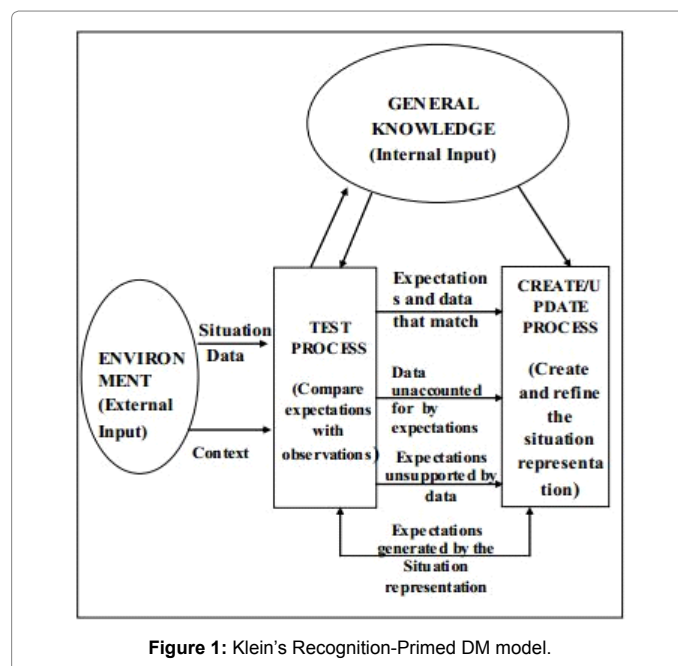 GENERAL
KNOWLEDGE
(Internal Input)
ENVIRON
MENT
(External
Input)
Situation
Data
Context
TEST
PROCESS
(Compare
expectations
with
observations)
Expectation
s and data
that match
Data
unaccounted
for by
expectations
Expectations
unsupported by
data
Expectations
generated by the
Situation
representation
CREATE/U
PDATE
PROCESS
(Create
and refine
the
situation
representa
tion)
Figure 1: Klein's Recognition-Primed DM model.